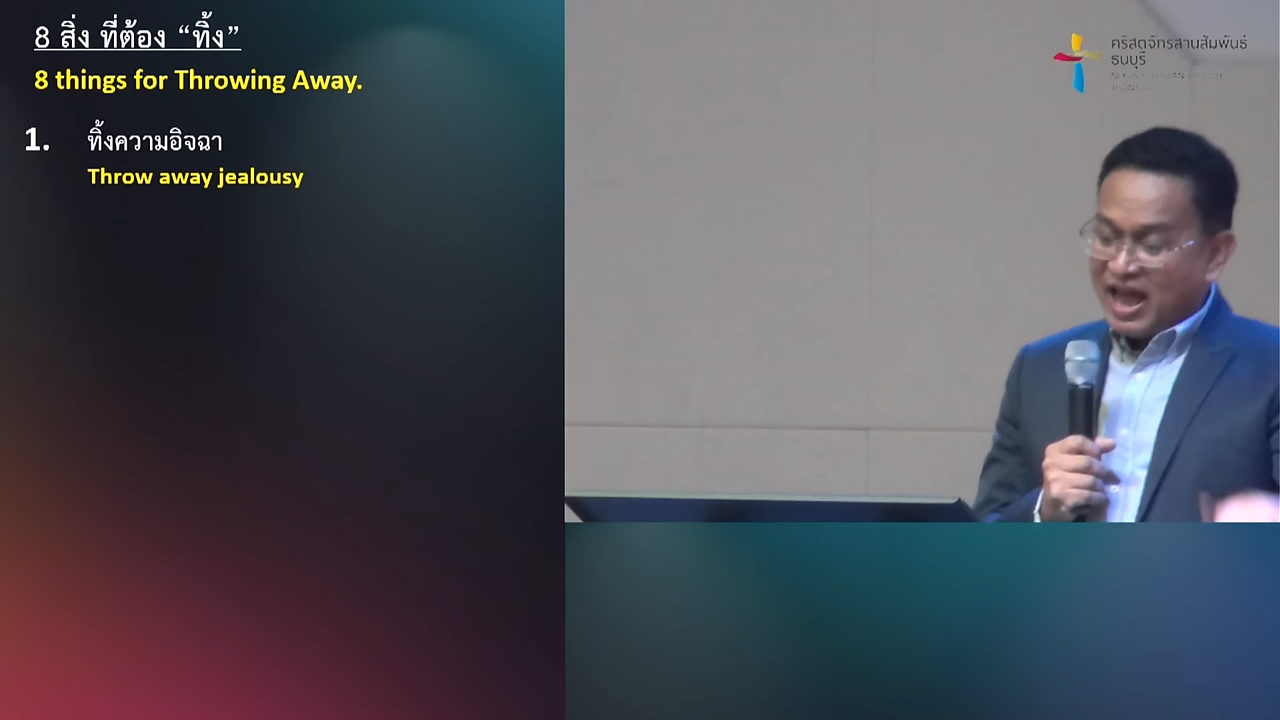 8 สิ่ง ที่ต้อง “ทิ้ง”
8 things for Throwing Away.
1. ทิ้งความอิจฉา
Throw away jealousy
คริสตจักรสานสัมพันธ์
ธนบุรี